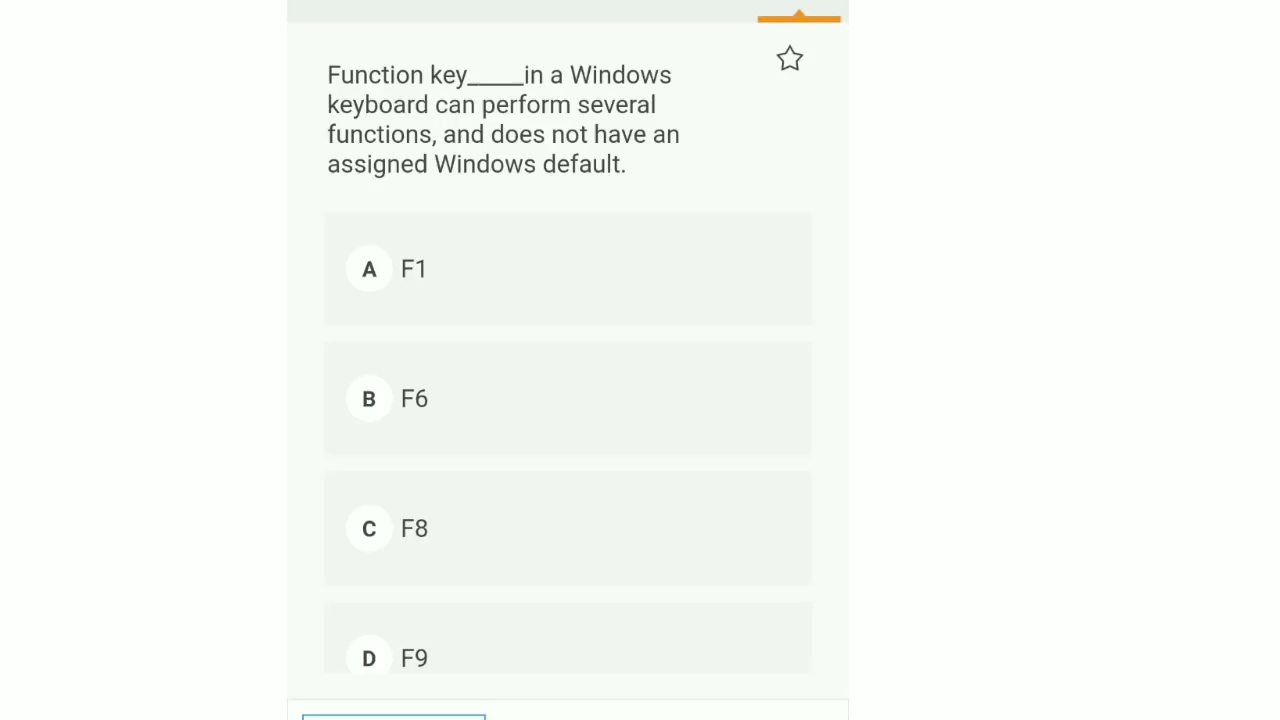 Function key_____in a Windows
keyboard can perform several
functions, and does not have an
assigned Windows default.
A F1
B F6
C F8
D F9